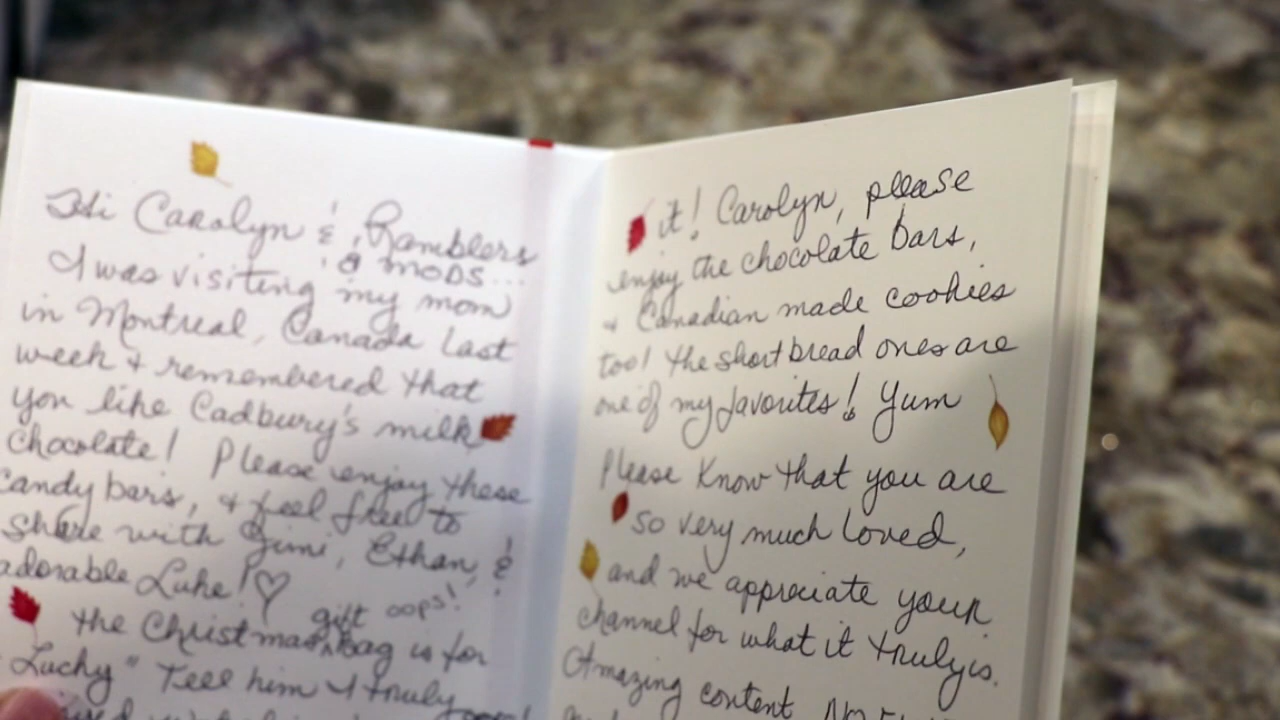 Hi Carolyn & Ramblers
& MODS...
I was visiting my mom
in Montreal, Canada last
week & remembered that
you like Cadbury's milk
chocolate! Please enjoy these
candy bars, & feel free to
share with Jimi, Ethan, &
adorable Luke! ♡
gift oops!
the Christmas bag is for
Lucky" Tell him I truly
it! Carolyn, please
enjoy the chocolate bars,
& Canadian made cookies
too! the shortbread ones are
one of my favorites! Yum
Please know that you are
so very much loved,
and we appreciate your
channel for what it truly is.
Amazing content